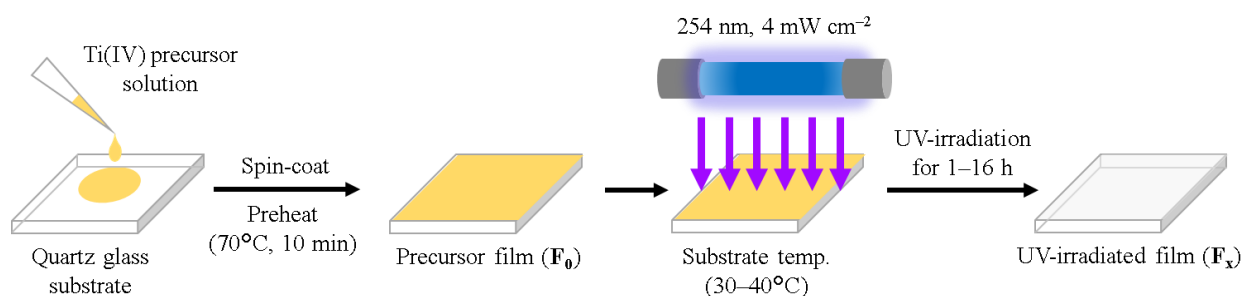 Ti(IV) precursor
solution
Quartz glass
substrate
Spin-coat
Preheat
(70°C, 10 min)
Precursor film (F₀)
254 nm, 4 mW cm⁻²
Substrate temp.
(30–40°C)
UV-irradiation
for 1–16 h
UV-irradiated film (Fₓ)